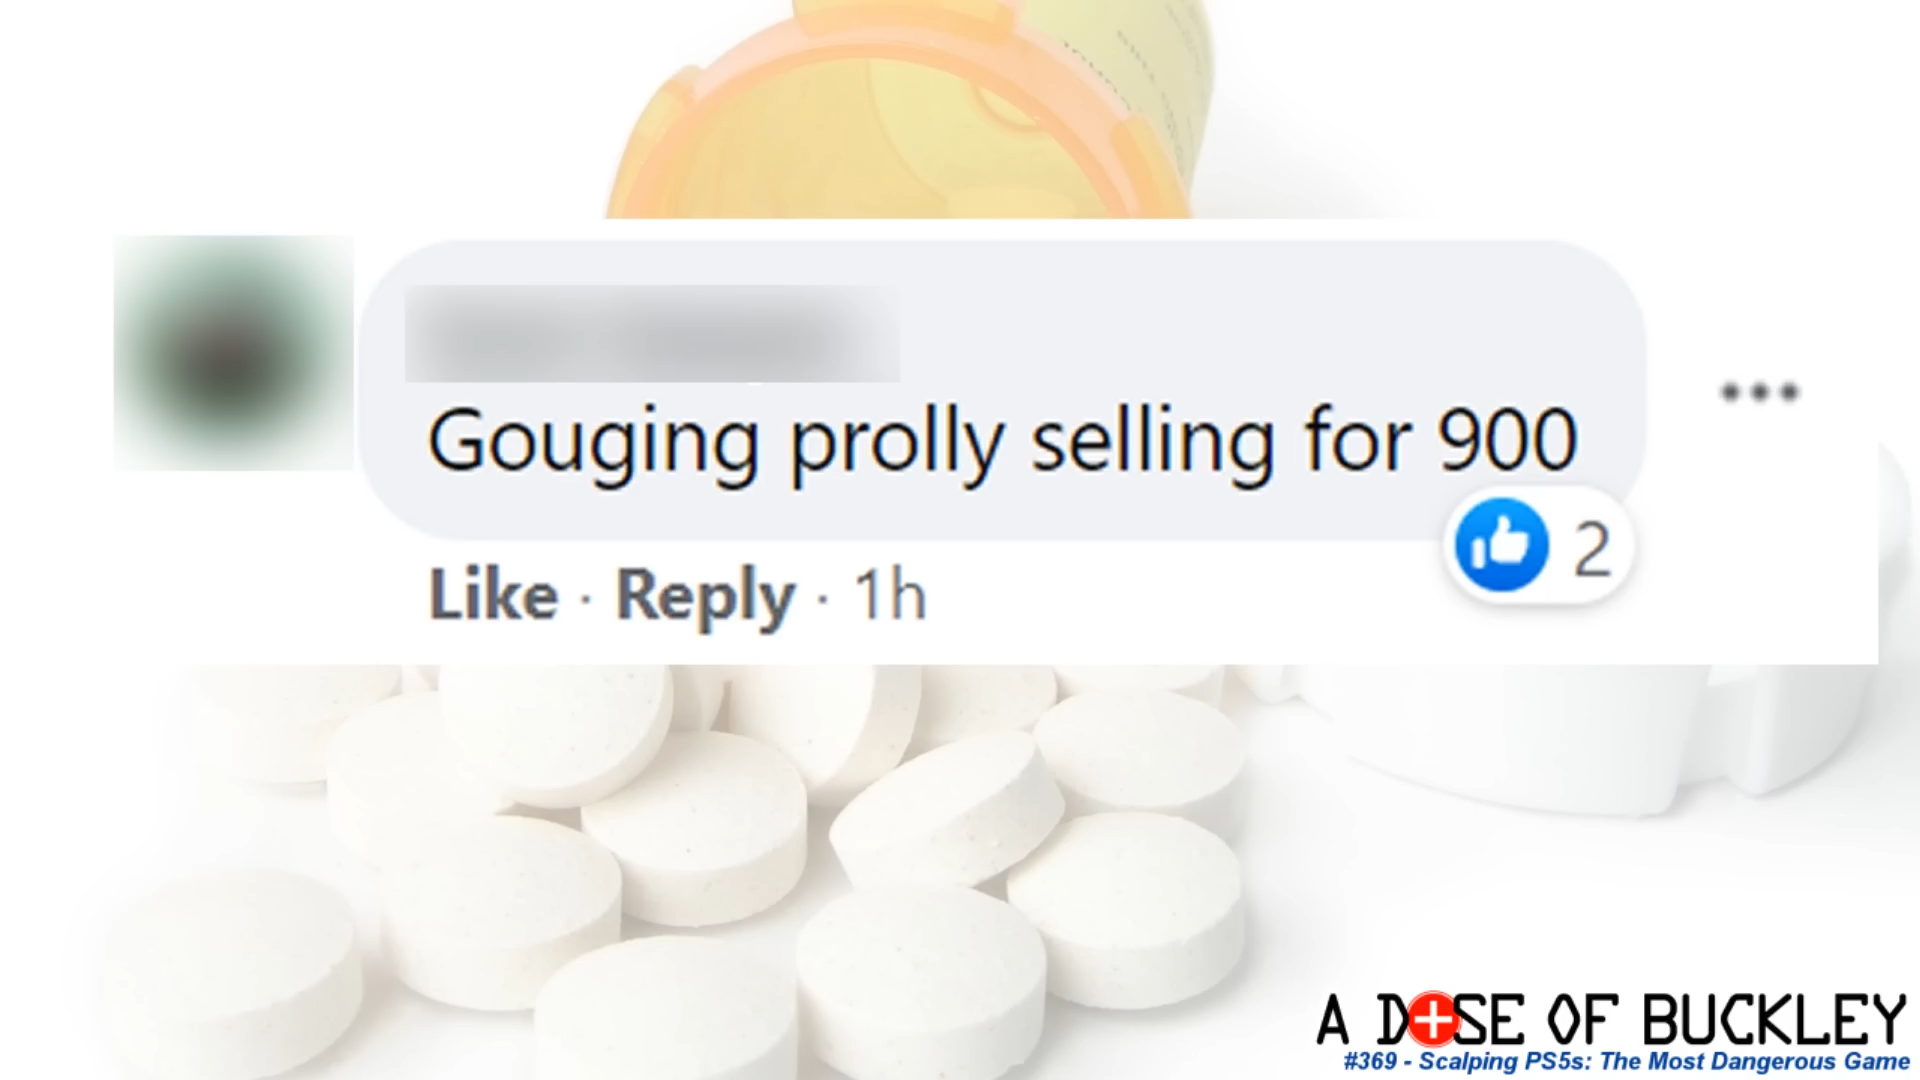 Gouging prolly selling for 900
2
Like · Reply · 1h
A DOSE OF BUCKLEY
#369 - Scalping PS5s: The Most Dangerous Game